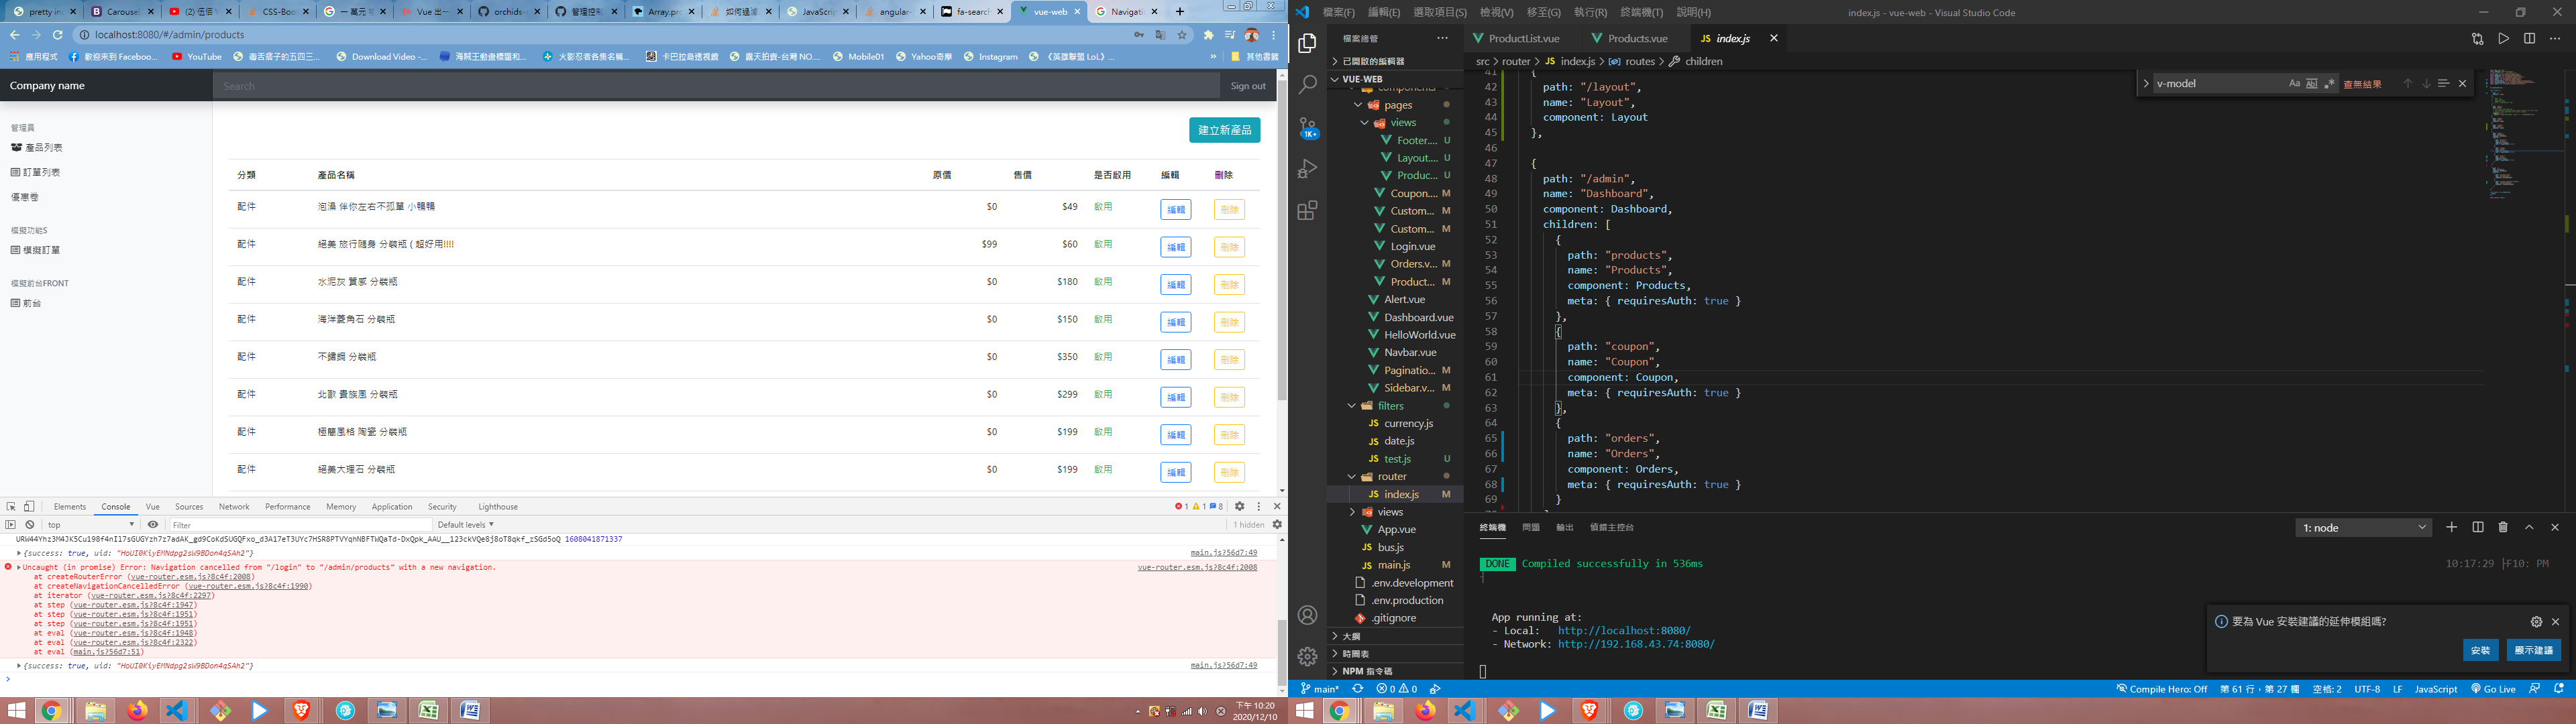 pretty in
Carouse
(2) 伍佰
CSS-Boo
Vue 出一
orchids-
管理控制
Array.pro
如何過濾
JavaScrip
angular-
fa-search
vue-web
Navigatin
localhost:8080/#/admin/products
應用程式
歡迎來到 Faceboo...
YouTube
Download Video -...
海賊王動畫標題和...
火影忍者各集名稱...
卡巴拉島透視鏡
露天拍賣-台灣 NO....
Mobile01
Yahoo奇摩
Instagram
《英雄聯盟 LoL》...
其他書籤
Company name
Search
Sign out
管理員
產品列表
訂單列表
優惠卷
模擬功能S
模擬訂單
模擬前台FRONT
前台
建立新產品
分類 產品名稱 原價 售價 是否啟用 編輯 刪除
配件 泡澡 伴你左右不孤單 小鴨鴨 $0 $49 啟用 編輯 刪除
配件 絕美 旅行隨身 分裝瓶 ( 超好用!!!! $99 $60 啟用 編輯 刪除
配件 水泥灰 質感 分裝瓶 $0 $180 啟用 編輯 刪除
配件 海洋菱角石 分裝瓶 $0 $150 啟用 編輯 刪除
配件 不鏽鋼 分裝瓶 $0 $350 啟用 編輯 刪除
配件 北歐 貴族風 分裝瓶 $0 $299 啟用 編輯 刪除
配件 極簡風格 陶瓷 分裝瓶 $0 $199 啟用 編輯 刪除
配件 絕美大理石 分裝瓶 $0 $199 啟用 編輯 刪除
Elements Console Vue Sources Network Performance Memory Application Security Lighthouse 1 1 8
top Filter Default levels ▼ 1 hidden
1608041871337
{success: true, uid: "HoUI0KiyEMNdpg2sW9BDon4qSAh2"} main.js?56d7:49
Uncaught (in promise) Error: Navigation cancelled from "/login" to "/admin/products" with a new navigation. vue-router.esm.js?8c4f:2008
at createRouterError (vue-router.esm.js?8c4f:2008)
at createNavigationCancelledError (vue-router.esm.js?8c4f:1990)
at iterator (vue-router.esm.js?8c4f:2297)
at step (vue-router.esm.js?8c4f:1947)
at step (vue-router.esm.js?8c4f:1951)
at step (vue-router.esm.js?8c4f:1951)
at eval (vue-router.esm.js?8c4f:1948)
at eval (vue-router.esm.js?8c4f:2322)
at eval (main.js?56d7:51)
{success: true, uid: "HoUI0KiyEMNdpg2sW9BDon4qSAh2"} main.js?56d7:49
下午 10:20
2020/12/10
檔案(F) 編輯(E) 選取項目(S) 檢視(V) 移至(G) 執行(R) 終端機(T) 說明(H)
index.js - vue-web - Visual Studio Code
檔案總管
已開啟的編輯器
VUE-WEB
components
pages
views
Footer.... U
Layout.... U
Produc... U
Coupon.... M
Custom... M
Custom... M
Login.vue
Orders.v... M
Product... M
Alert.vue
Dashboard.vue
HelloWorld.vue
Navbar.vue
Paginatio... M
Sidebar.v... M
filters
currency.js
date.js
test.js U
router
index.js M
views
App.vue
bus.js
main.js M
.env.development
.env.production
.gitignore
大綱
時間表
NPM 指令碼
ProductList.vue
Products.vue
index.js
src > router > JS index.js > routes > children
v-model
查無結果
41 {
42 path: "/layout",
43 name: "Layout",
44 component: Layout
45 },
46
47 {
48 path: "/admin",
49 name: "Dashboard",
50 component: Dashboard,
51 children: [
52 {
53 path: "products",
54 name: "Products",
55 component: Products,
56 meta: { requiresAuth: true }
57 },
58 {
59 path: "coupon",
60 name: "Coupon",
61 component: Coupon,
62 meta: { requiresAuth: true }
63 },
64 {
65 path: "orders",
66 name: "Orders",
67 component: Orders,
68 meta: { requiresAuth: true }
69 }
終端機 問題 輸出 偵錯主控台
1: node
DONE Compiled successfully in 536ms 10:17:29 ├F10: PM
App running at:
- Local: http://localhost:8080/
- Network: http://192.168.43.74:8080/
要為 Vue 安裝建議的延伸模組嗎?
安裝
顯示建議
main*
0 0
Compile Hero: Off
第 61 行，第 27 欄
空格: 2
UTF-8
LF
JavaScript
Go Live